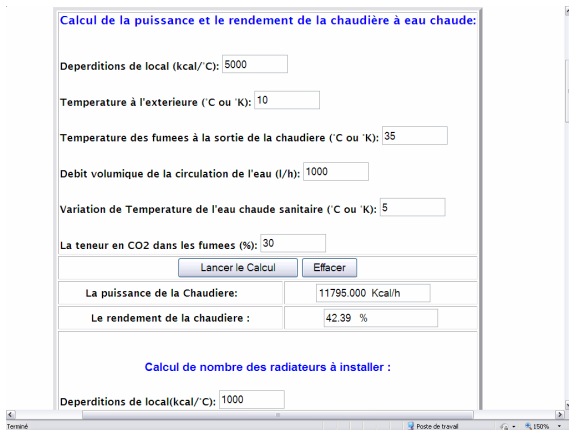 Calcul de la puissance et le rendement de la chaudière à eau chaude:
Deperditions de local (kcal/°C): 5000
Temperature à l'exterieure (°C ou °K): 10
Temperature des fumees à la sortie de la chaudiere (°C ou °K): 35
Debit volumique de la circulation de l'eau (l/h): 1000
Variation de Temperature de l'eau chaude sanitaire (°C ou °K): 5
La teneur en CO2 dans les fumees (%): 30
Lancer le Calcul Effacer
La puissance de la Chaudiere: 11795.000 Kcal/h
Le rendement de la chaudiere : 42.39 %
Calcul de nombre des radiateurs à installer :
Deperditions de local(kcal/°C): 1000
Terminé Poste de travail 150%